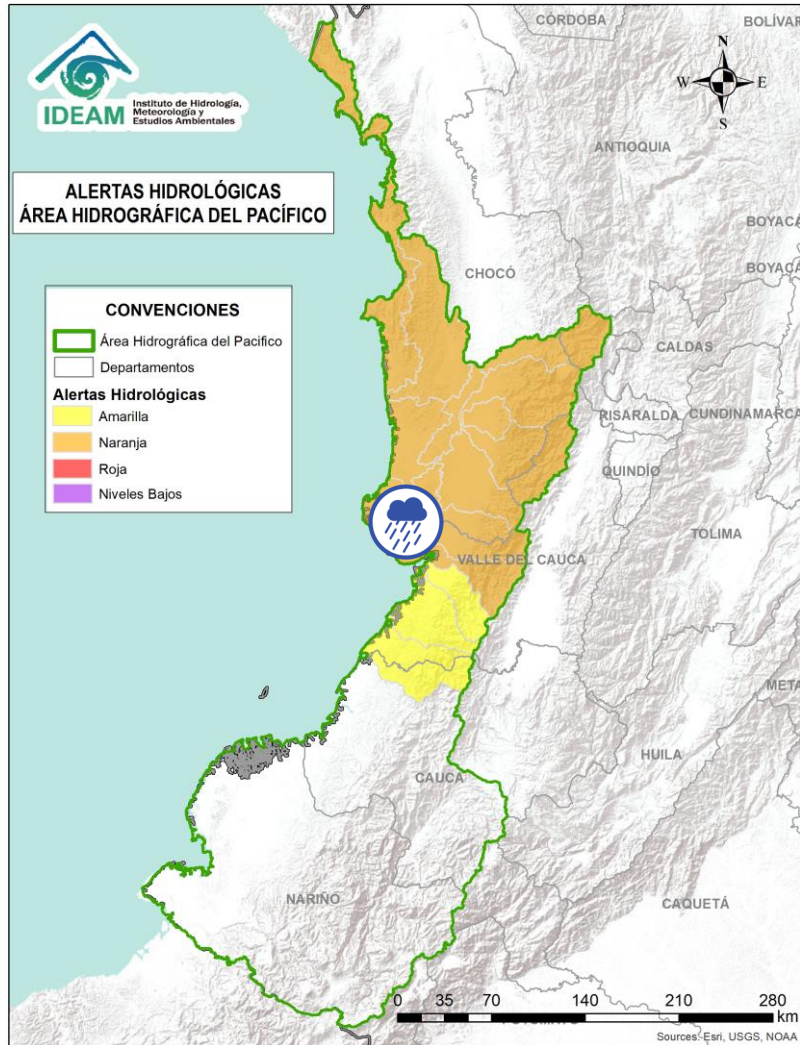 CÓRDOBA
BOLÍVAR
N
W
E
S
IDEAM
Instituto de Hidrología,
Meteorología y
Estudios Ambientales
ANTIOQUIA
ALERTAS HIDROLÓGICAS
ÁREA HIDROGRÁFICA DEL PACÍFICO
BOYACÁ
BOYACÁ
CHOCÓ
CONVENCIONES
Área Hidrográfica del Pacifico
Departamentos
Alertas Hidrológicas
Amarilla
Naranja
Roja
Niveles Bajos
CALDAS
RISARALDA
CUNDINAMARCA
QUINDÍO
TOLIMA
VALLE DEL CAUCA
META
HUILA
CAUCA
NARIÑO
CAQUETÁ
0 35 70 140 210 280
km
Sources: Esri, USGS, NOAA